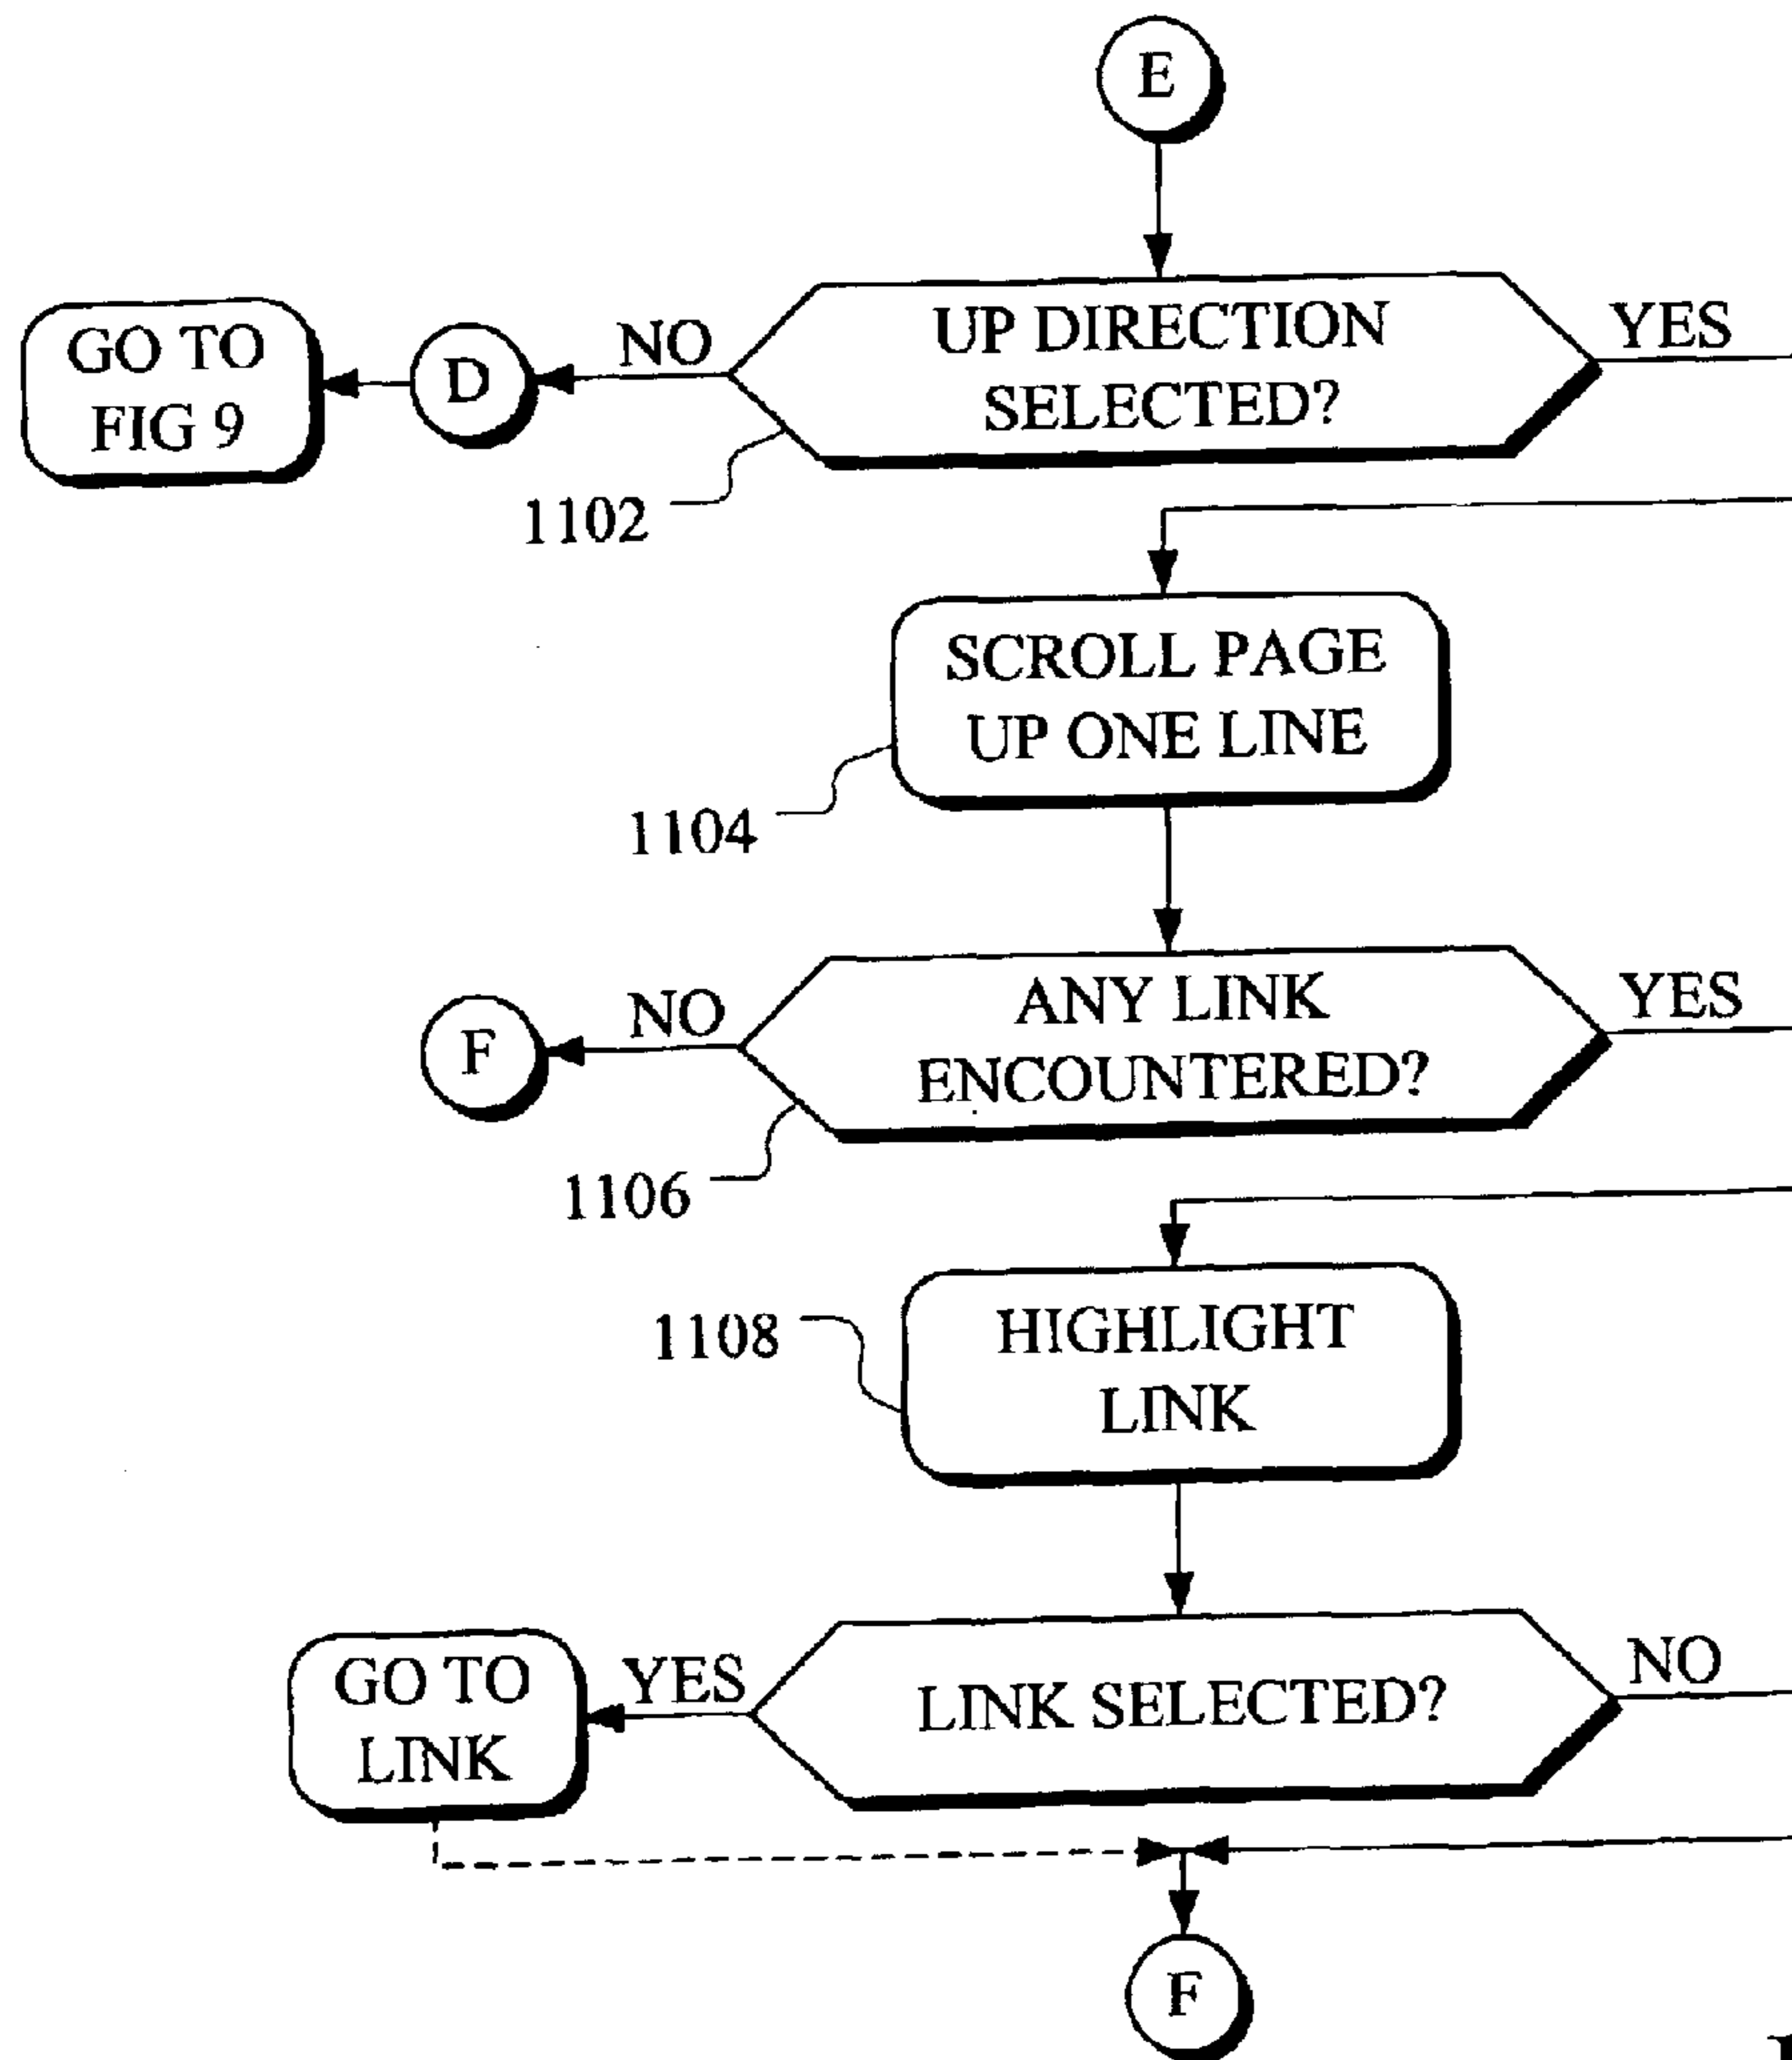 E
UP DIRECTION
SELECTED?
YES
NO
D
GO TO
FIG 9
1102
SCROLL PAGE
UP ONE LINE
1104
ANY LINK
ENCOUNTERED?
YES
NO
F
1106
HIGHLIGHT
LINK
1108
LINK SELECTED?
NO
YES
GO TO
LINK
F